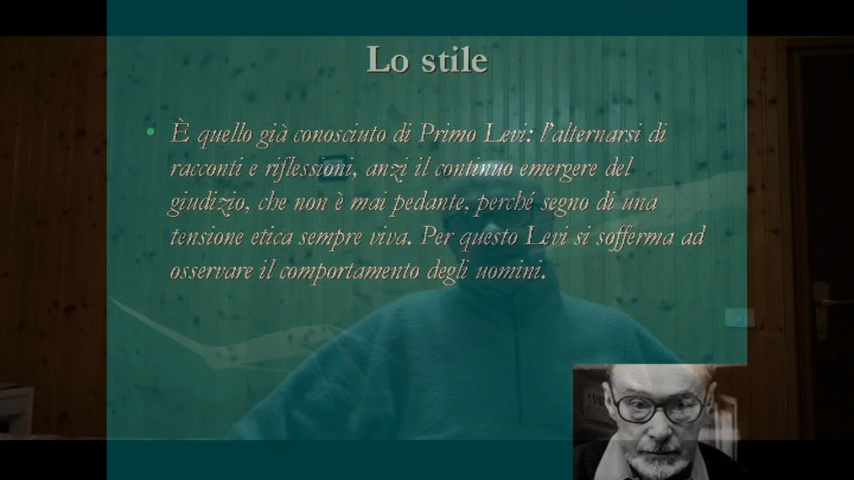 Lo stile
È quello già conosciuto di Primo Levi: l'alternarsi di
racconti e riflessioni, anzi il continuo emergere del
giudizio, che non è mai pedante, perché segno di una
tensione etica sempre viva. Per questo Levi si sofferma ad
osservare il comportamento degli uomini.